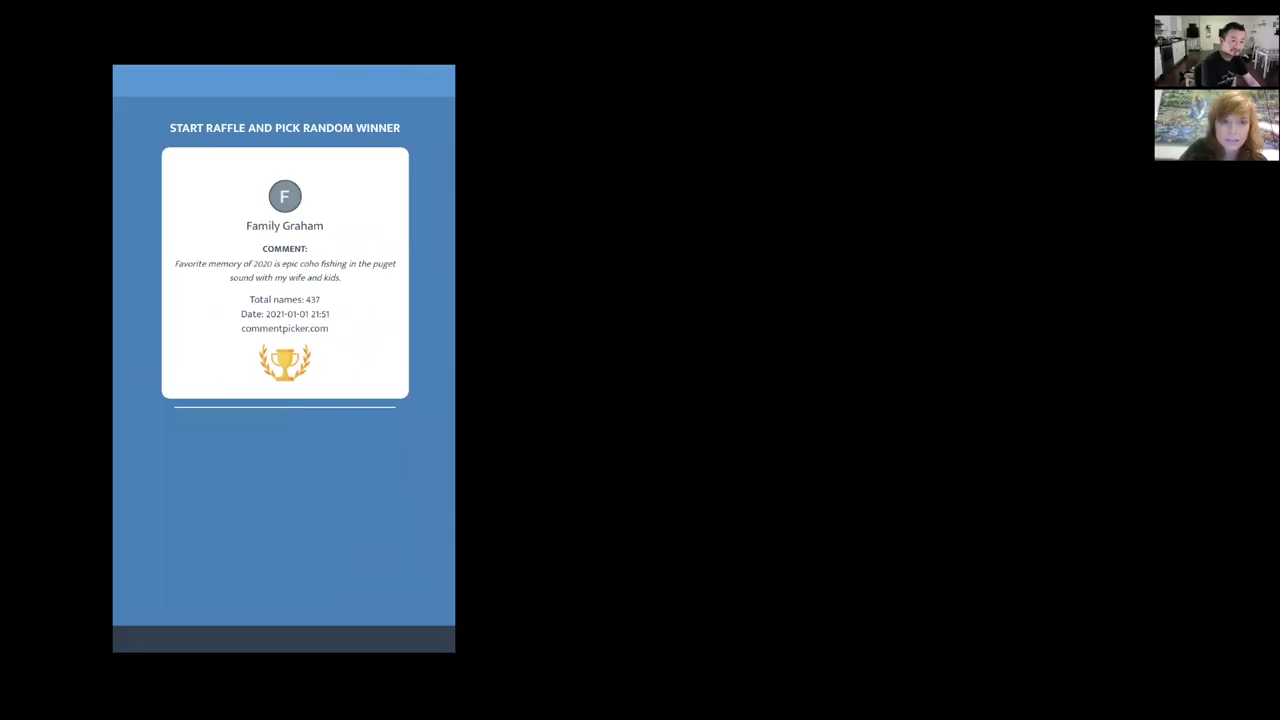 START RAFFLE AND PICK RANDOM WINNER
F
Family Graham
COMMENT:
Favorite memory of 2020 is epic coho fishing in the puget
sound with my wife and kids.
Total names: 437
Date: 2021-01-01 21:51
commentpicker.com